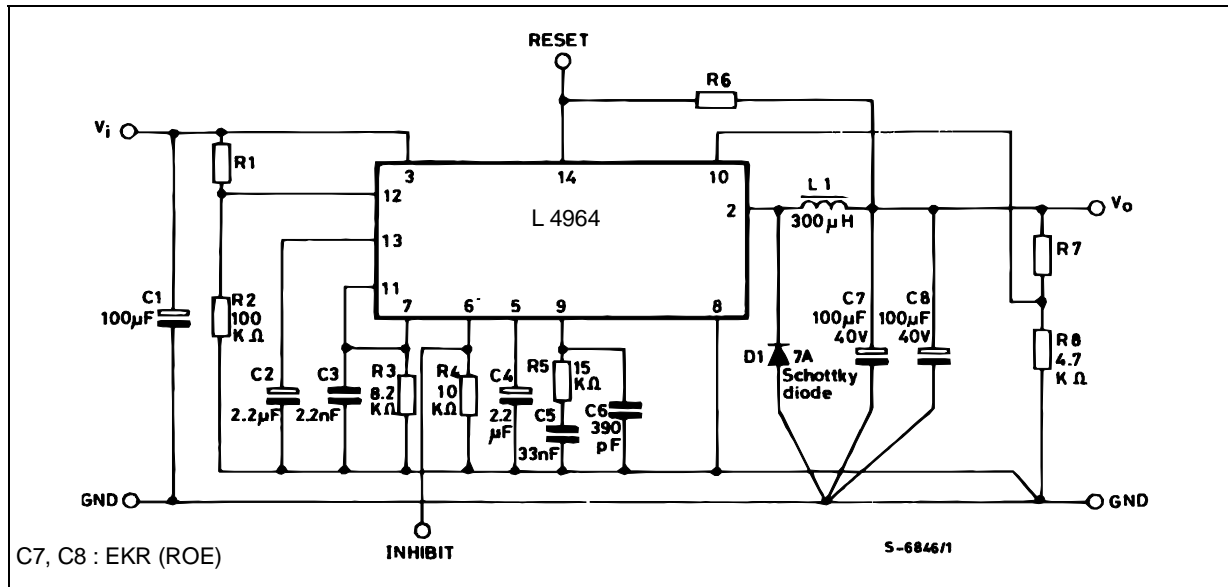 RESET
R6
Vi
R1
3
14
10
12
L 4964
2
L 1
300µH
Vo
13
R7
11
C1
100µF
R2
100
KΩ
7
6
5
9
8
C7
100µF
40V
C8
100µF
40V
R8
4.7
KΩ
D1
7A
Schottky
diode
C2
2.2µF
C3
2.2nF
R3
8.2
KΩ
R4
10
KΩ
C4
2.2
µF
R5
15
KΩ
C5
33nF
C6
390
pF
GND
GND
INHIBIT
S-6846/1
C7, C8 : EKR (ROE)